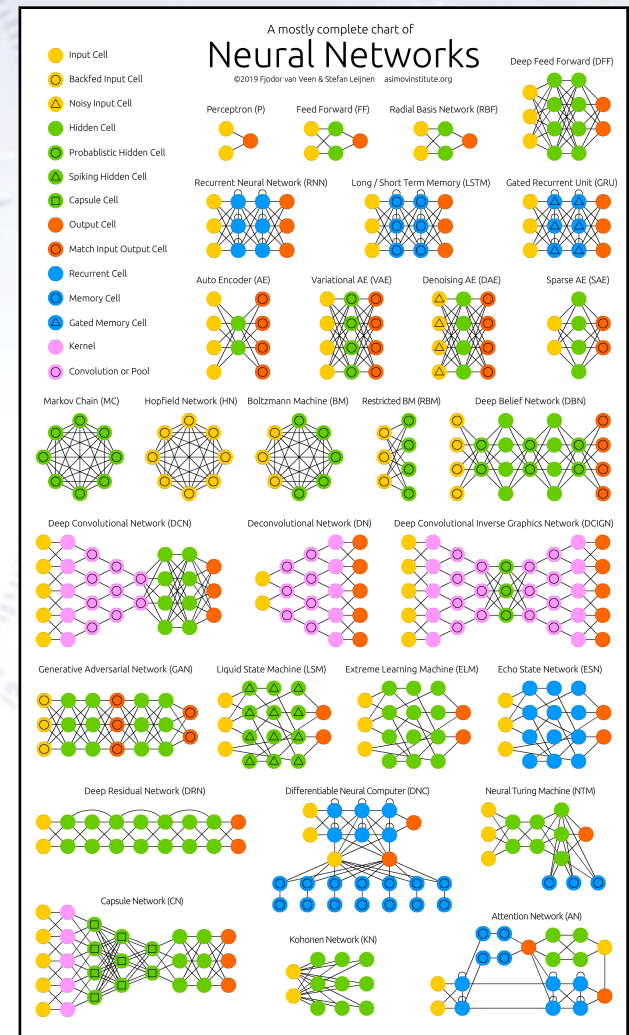 A mostly complete chart of
Neural Networks
©2019 Fjodor van Veen & Stefan Leijnen asimovinstitute.org
Input Cell
Backfed Input Cell
Noisy Input Cell
Hidden Cell
Probablistic Hidden Cell
Spiking Hidden Cell
Capsule Cell
Output Cell
Match Input Output Cell
Recurrent Cell
Memory Cell
Gated Memory Cell
Kernel
Convolution or Pool
Deep Feed Forward (DFF)
Perceptron (P)
Feed Forward (FF)
Radial Basis Network (RBF)
Recurrent Neural Network (RNN)
Long / Short Term Memory (LSTM)
Gated Recurrent Unit (GRU)
Auto Encoder (AE)
Variational AE (VAE)
Denoising AE (DAE)
Sparse AE (SAE)
Markov Chain (MC)
Hopfield Network (HN)
Boltzmann Machine (BM)
Restricted BM (RBM)
Deep Belief Network (DBN)
Deep Convolutional Network (DCN)
Deconvolutional Network (DN)
Deep Convolutional Inverse Graphics Network (DCIGN)
Generative Adversarial Network (GAN)
Liquid State Machine (LSM)
Extreme Learning Machine (ELM)
Echo State Network (ESN)
Deep Residual Network (DRN)
Differentiable Neural Computer (DNC)
Neural Turing Machine (NTM)
Capsule Network (CN)
Kohonen Network (KN)
Attention Network (AN)